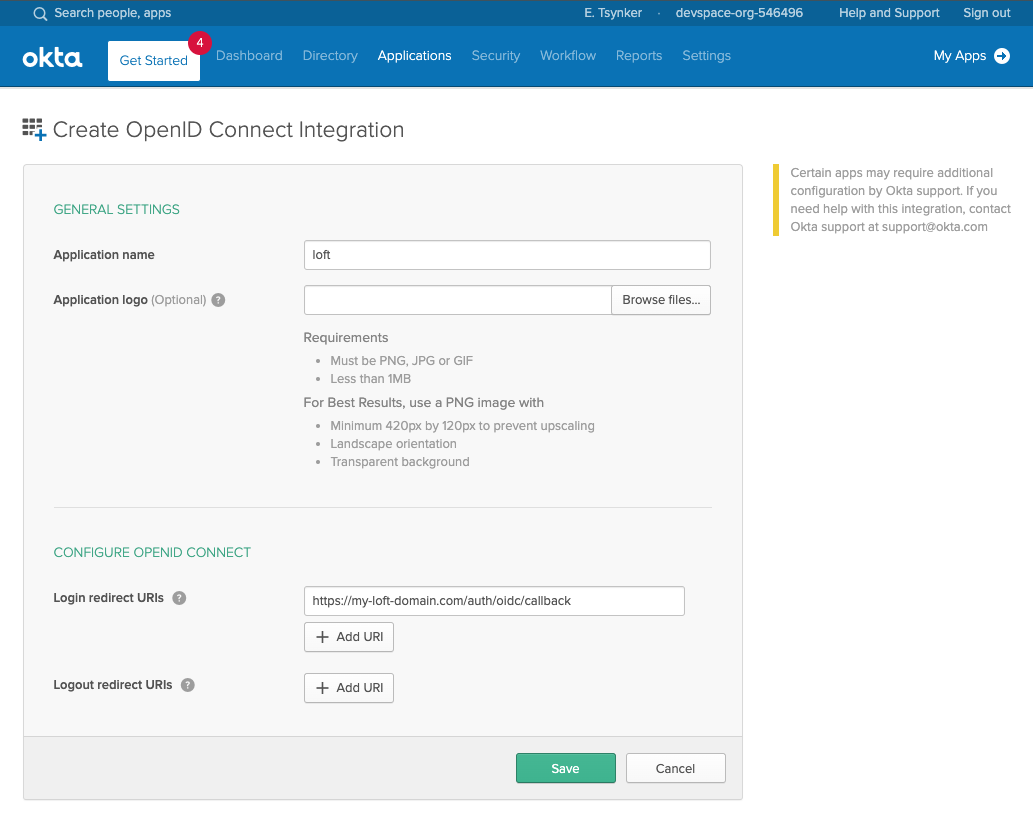 Search people, apps
E. Tsynker · devspace-org-546496 Help and Support Sign out
okta
Get Started 4 Dashboard Directory Applications Security Workflow Reports Settings My Apps
Create OpenID Connect Integration
GENERAL SETTINGS
Application name
loft
Application logo (Optional) ?
Browse files...
Requirements
• Must be PNG, JPG or GIF
• Less than 1MB
For Best Results, use a PNG image with
• Minimum 420px by 120px to prevent upscaling
• Landscape orientation
• Transparent background
CONFIGURE OPENID CONNECT
Login redirect URIs ?
https://my-loft-domain.com/auth/oidc/callback
+ Add URI
Logout redirect URIs ?
+ Add URI
Save Cancel
Certain apps may require additional
configuration by Okta support. If you
need help with this integration, contact
Okta support at support@okta.com